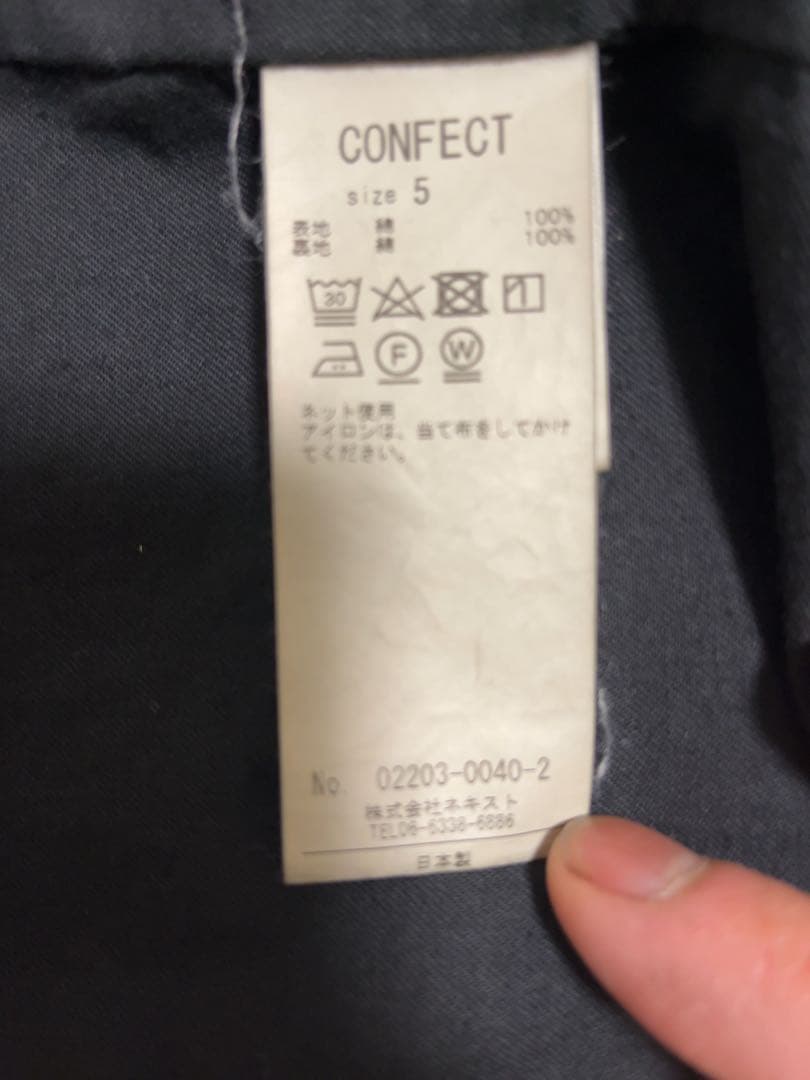 CONFECT
size 5
表地 綿 100%
裏地 綿 100%
30
F W
ネット使用
アイロンは、当て布をしてかけ
てください。
No. 02203-0040-2
株式会社ネキスト
TEL06-6338-6886
日本製